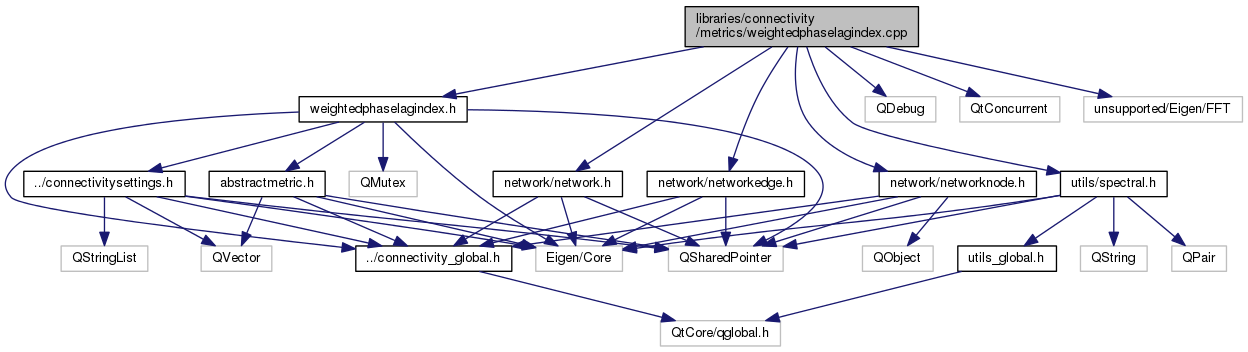 libraries/connectivity
/metrics/weightedphaselagindex.cpp
weightedphaselagindex.h
QDebug
QtConcurrent
unsupported/Eigen/FFT
../connectivitysettings.h
abstractmetric.h
QMutex
network/network.h
network/networkedge.h
network/networknode.h
utils/spectral.h
QStringList
QVector
../connectivity_global.h
Eigen/Core
QSharedPointer
QObject
utils_global.h
QString
QPair
QtCore/qglobal.h